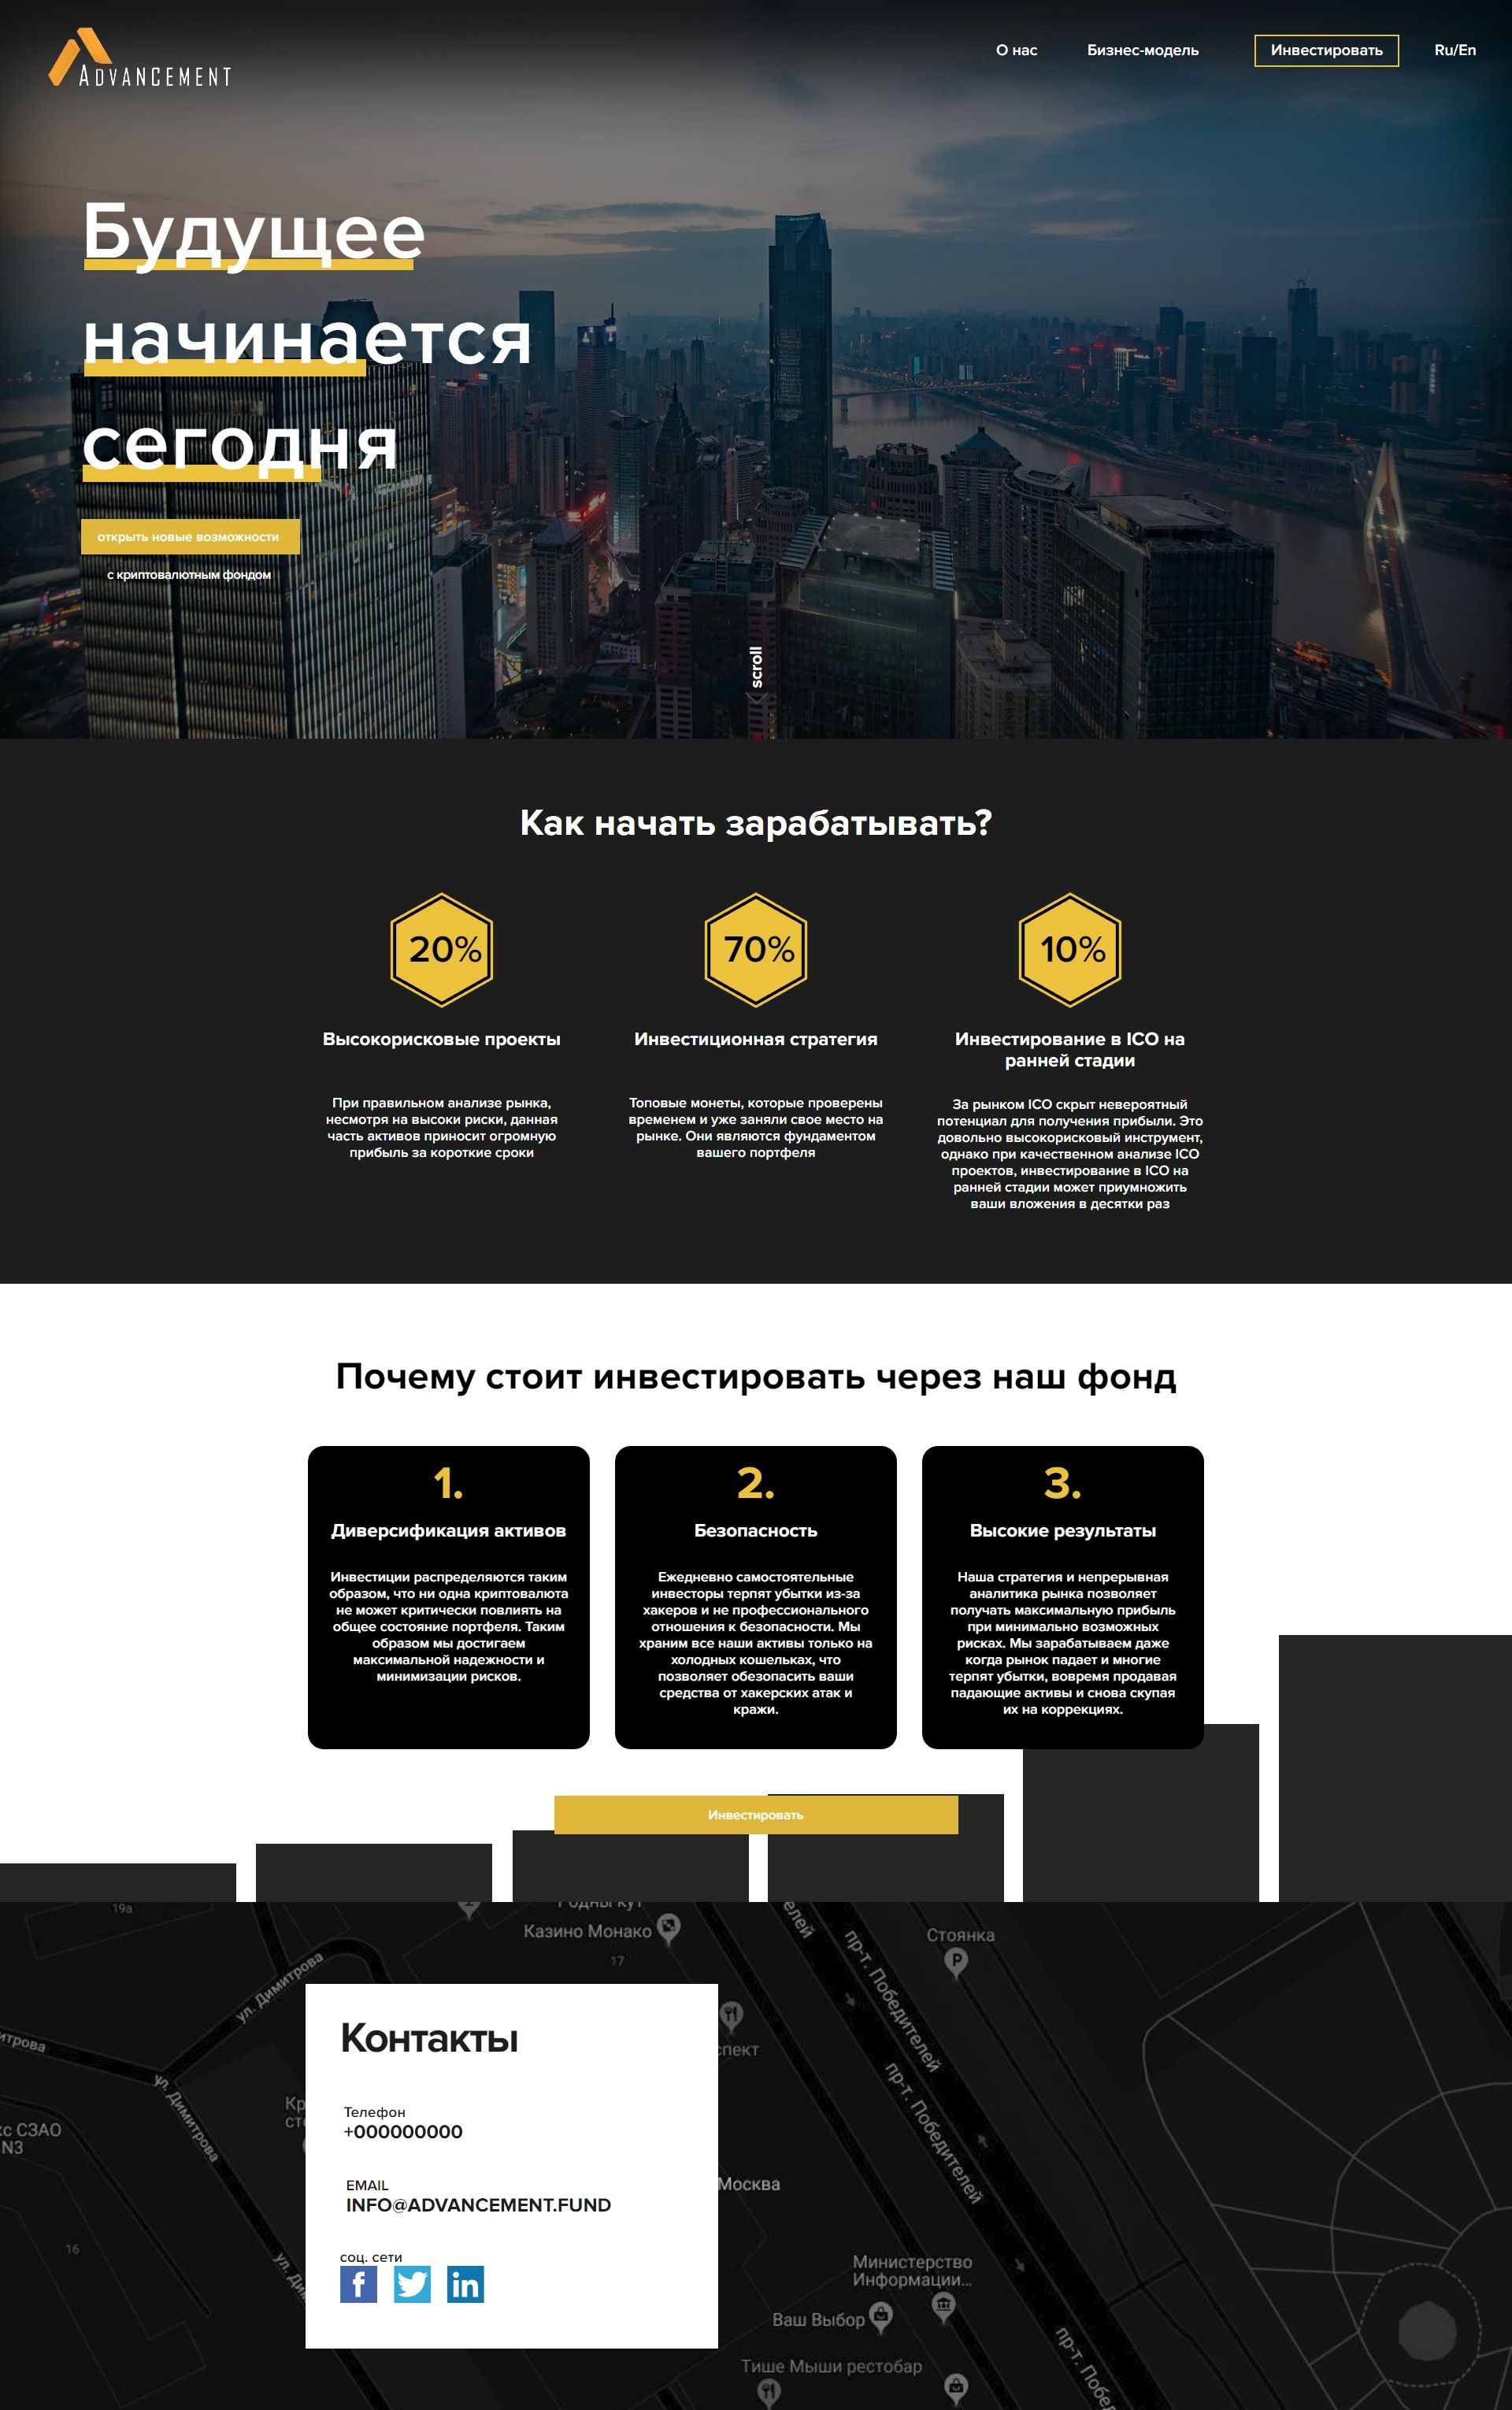 ADVANCEMENT
О нас
Бизнес-модель
Инвестировать
Ru/En
Будущее
начинается
сегодня
открыть новые возможности
с криптовалютным фондом
scroll
Как начать зарабатывать?
20%
70%
10%
Высокорисковые проекты
Инвестиционная стратегия
Инвестирование в ICO на
ранней стадии
При правильном анализе рынка,
несмотря на высоки риски, данная
часть активов приносит огромную
прибыль за короткие сроки
Топовые монеты, которые проверены
временем и уже заняли свое место на
рынке. Они являются фундаментом
вашего портфеля
За рынком ICO скрыт невероятный
потенциал для получения прибыли. Это
довольно высокорисковый инструмент,
однако при качественном анализе ICO
проектов, инвестирование в ICO на
ранней стадии может приумножить
ваши вложения в десятки раз
Почему стоит инвестировать через наш фонд
1.
Диверсификация активов
Инвестиции распределяются таким
образом, что ни одна криптовалюта
не может критически повлиять на
общее состояние портфеля. Таким
образом мы достигаем
максимальной надежности и
минимизации рисков.
2.
Безопасность
Ежедневно самостоятельные
инвесторы терпят убытки из-за
хакеров и не профессионального
отношения к безопасности. Мы
храним все наши активы только на
холодных кошельках, что
позволяет обезопасить ваши
средства от хакерских атак и
кражи.
3.
Высокие результаты
Наша стратегия и непрерывная
аналитика рынка позволяет
получать максимальную прибыль
при минимально возможных
рисках. Мы зарабатываем даже
когда рынок падает и многие
терпят убытки, вовремя продавая
падающие активы и снова скупая
их на коррекциях.
Инвестировать
19а
Казино Монако
17
Стоянка
P
ул. Димитрова
пр-т. Победителей
ул. Димитрова
пр-т. Победителей
СЗАО
N3
16
Москва
Министерство
Информации...
Ваш Выбор
Тише Мыши рестобар
Контакты
Телефон
+000000000
EMAIL
INFO@ADVANCEMENT.FUND
соц. сети
f
in